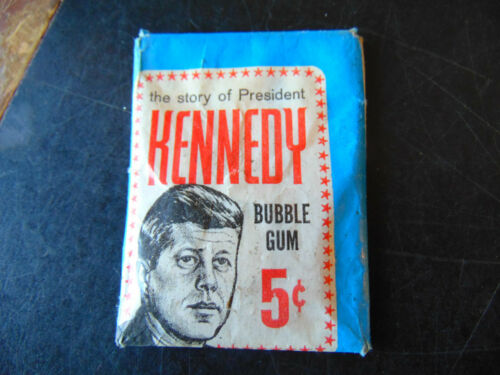 the story of President
KENNEDY
BUBBLE
GUM
5¢